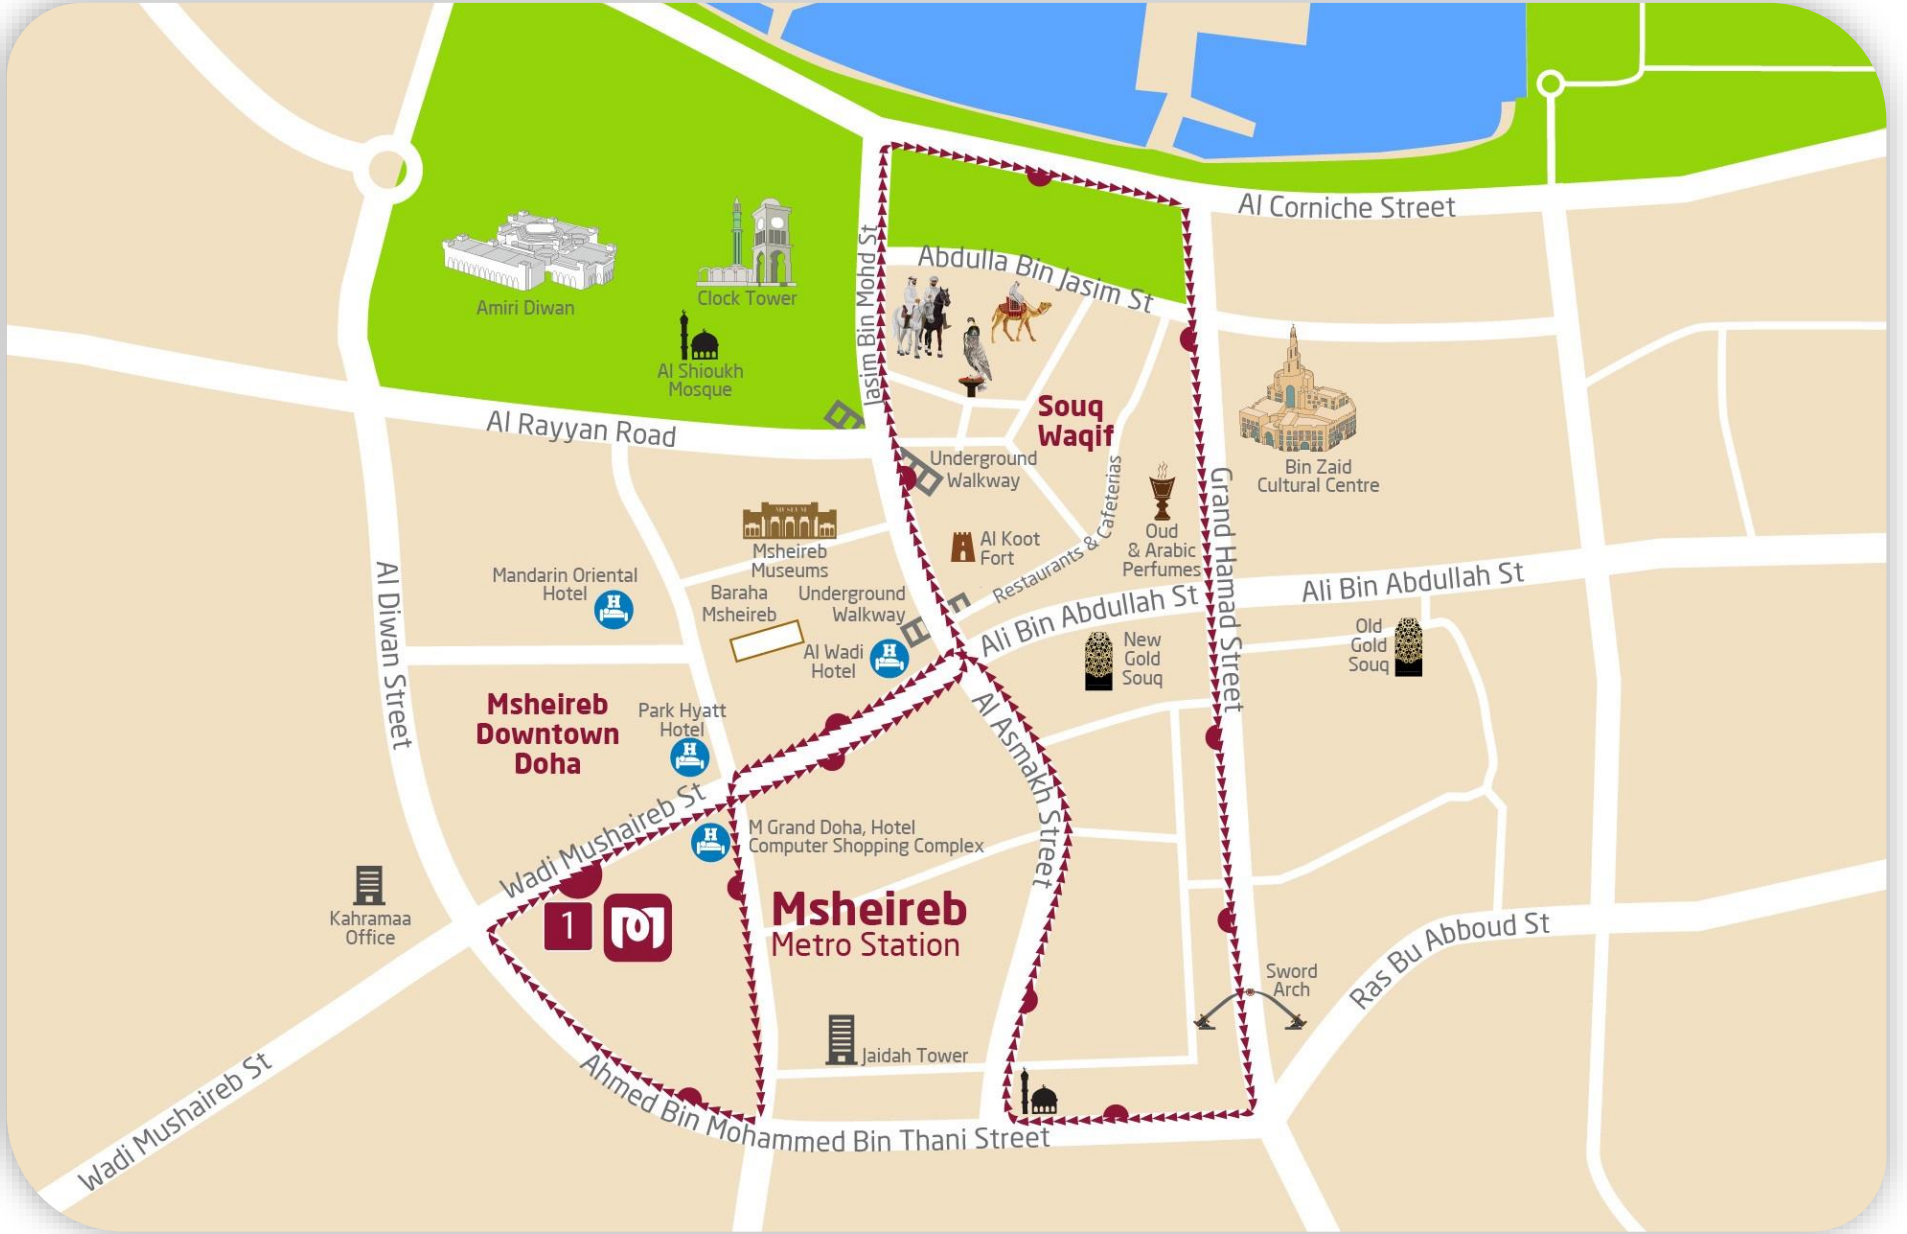 Al Corniche Street
Jasim Bin Mohd St
Abdulla Bin Jasim St
Amiri Diwan
Clock Tower
Al Shioukh
Mosque
Al Rayyan Road
Souq
Waqif
Underground
Walkway
Bin Zaid
Cultural Centre
Grand Hamad Street
MUSEUM
Msheireb
Museums
Al Koot
Fort
Restaurants & Cafeterias
Oud
& Arabic
Perfumes
Al Diwan Street
Mandarin Oriental
Hotel
H
Baraha
Msheireb
Underground
Walkway
Al Wadi
Hotel
H
Ali Bin Abdullah St
Ali Bin Abdullah St
New
Gold
Souq
Old
Gold
Souq
Msheireb
Downtown
Doha
Park Hyatt
Hotel
H
Al Asmakh Street
Wadi Mushaireb St
H
M Grand Doha, Hotel
Computer Shopping Complex
Kahramaa
Office
1
Msheireb
Metro Station
Ras Bu Abboud St
Sword
Arch
Jaidah Tower
Ahmed Bin Mohammed Bin Thani Street
Wadi Mushaireb St